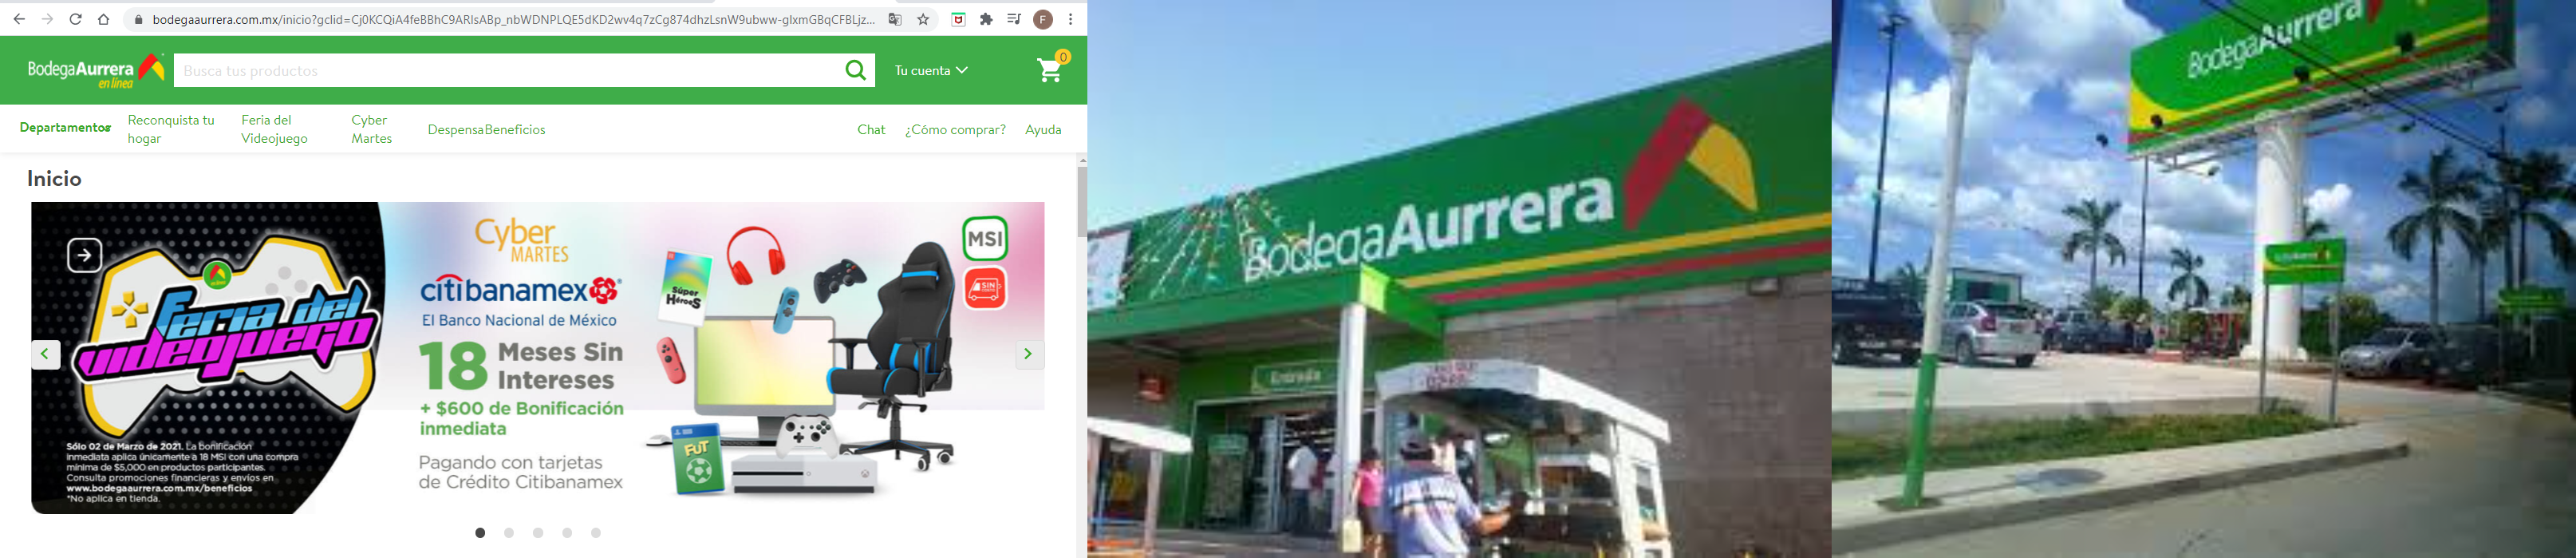 bodegaaurrera.com.mx/inicio?gclid=Cj0KCQiA4feBBhC9ARIsABp_nbWDNPLQE5dKD2wv4q7zCg874dhzLsnW9ubww-glxmGBqCFBLjz...
F
BodegaAurrera
en línea
Busca tus productos
Tu cuenta
0
Departamentos
Reconquista tu
hogar
Feria del
Videojuego
Cyber
Martes
Despensa
Beneficios
Chat
¿Cómo comprar?
Ayuda
Inicio
feria del
videojuego
Sólo 02 de Marzo de 2021. La bonificación
inmediata aplica únicamente a 18 MSI con una compra
mínima de $5,000 en productos participantes.
Consulta promociones financieras y envíos en
www.bodegaaurrera.com.mx/beneficios
*No aplica en tienda.
Cyber
MARTES
citibanamex
El Banco Nacional de México
18 Meses Sin
Intereses
+ $600 de Bonificación
inmediata
Pagando con tarjetas
de Crédito Citibanamex
Súper
HéroeS
FUT
MSI
SIN
BodegaAurrera
Entrada
BodegaAurrera